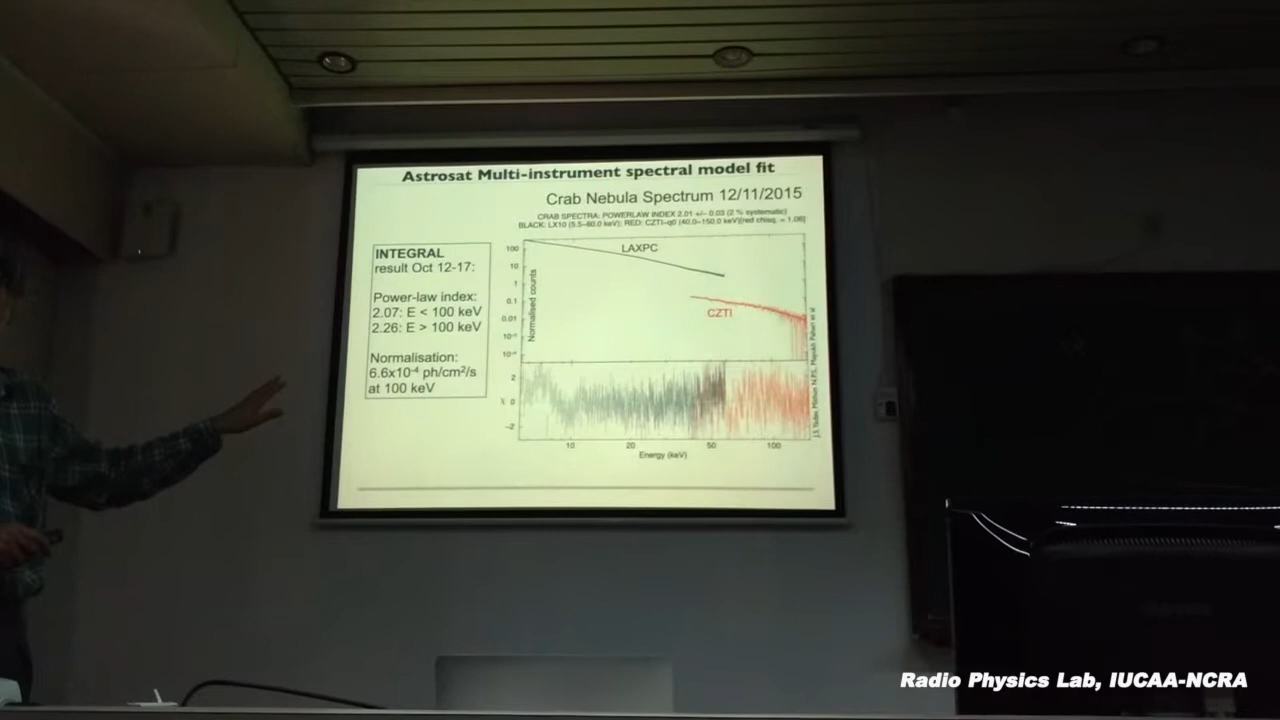 Astrosat Multi-instrument spectral model fit
Crab Nebula Spectrum 12/11/2015
CRAB SPECTRA: POWERLAW INDEX 2.01 +/- 0.03 (2 % systematic)
BLACK: LX10 (5.5-60.0 keV); RED: CZTI-q0 (40.0-150.0 keV)[red chisq. = 1.06]
INTEGRAL
result Oct 12-17:
Power-law index:
2.07: E < 100 keV
2.26: E > 100 keV
Normalisation:
6.6x10⁻⁴ ph/cm²/s
at 100 keV
LAXPC
CZTI
Normalised counts
100
10
1
0.1
0.01
10⁻³
10⁻⁴
2
χ 0
−2
10 20 50 100
Energy (keV)
Radio Physics Lab, IUCAA-NCRA